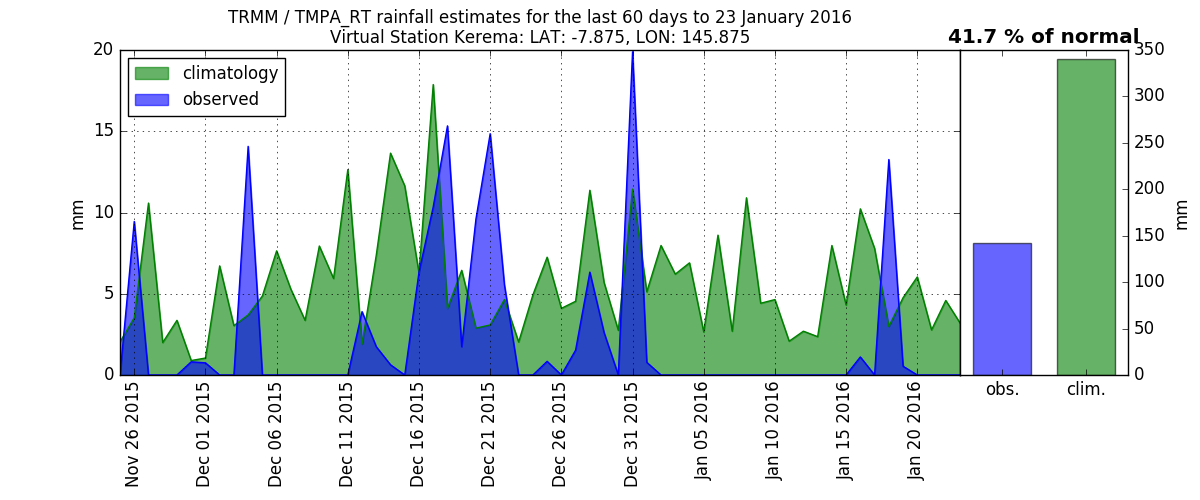 TRMM / TMPA_RT rainfall estimates for the last 60 days to 23 January 2016
Virtual Station Kerema: LAT: -7.875, LON: 145.875
41.7 % of normal
climatology
observed
20
15
10
5
0
mm
350
300
250
200
150
100
50
0
mm
Nov 26 2015
Dec 01 2015
Dec 06 2015
Dec 11 2015
Dec 16 2015
Dec 21 2015
Dec 26 2015
Dec 31 2015
Jan 05 2016
Jan 10 2016
Jan 15 2016
Jan 20 2016
obs.
clim.